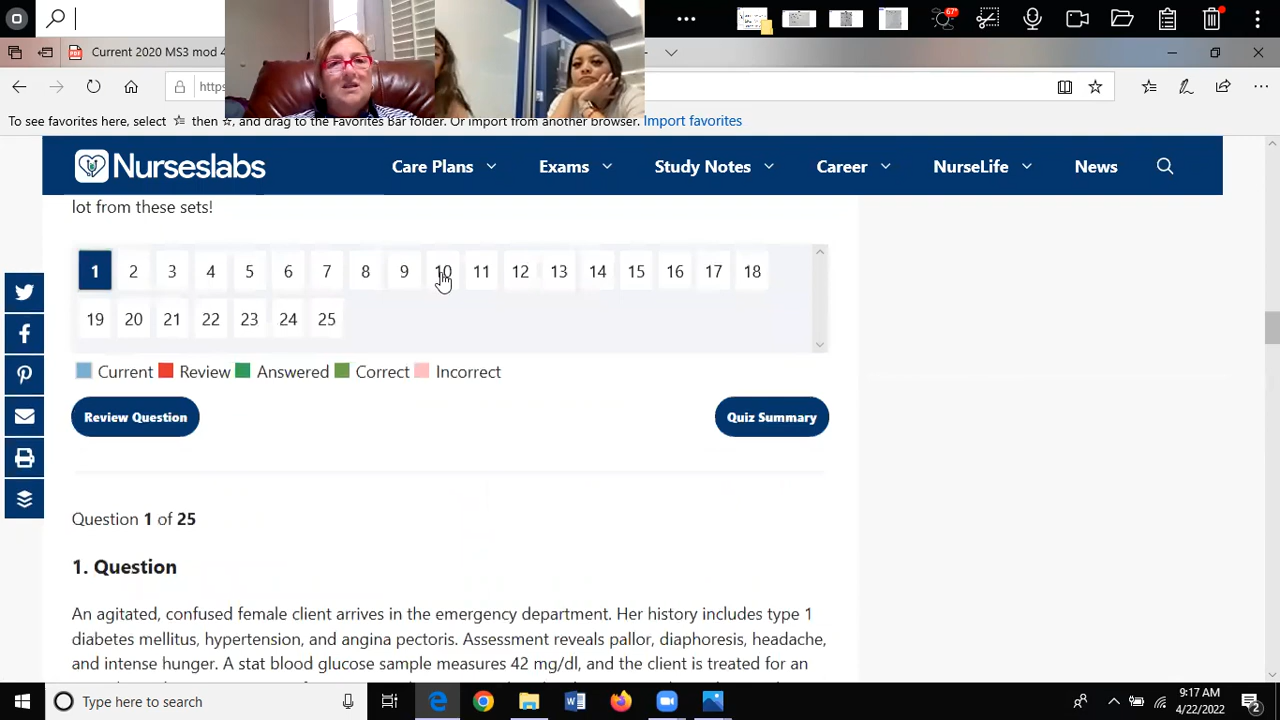 67°
Current 2020 MS3 mod 4
https
To see favorites here, select ☆ then ☆, and drag to the Favorites Bar folder. Or import from another browser. Import favorites
Nurseslabs
Care Plans
Exams
Study Notes
Career
NurseLife
News
lot from these sets!
1 2 3 4 5 6 7 8 9 10 11 12 13 14 15 16 17 18
19 20 21 22 23 24 25
Current Review Answered Correct Incorrect
Review Question
Quiz Summary
Question 1 of 25
1. Question
An agitated, confused female client arrives in the emergency department. Her history includes type 1
diabetes mellitus, hypertension, and angina pectoris. Assessment reveals pallor, diaphoresis, headache,
and intense hunger. A stat blood glucose sample measures 42 mg/dl, and the client is treated for an
Type here to search
9:17 AM
4/22/2022
2